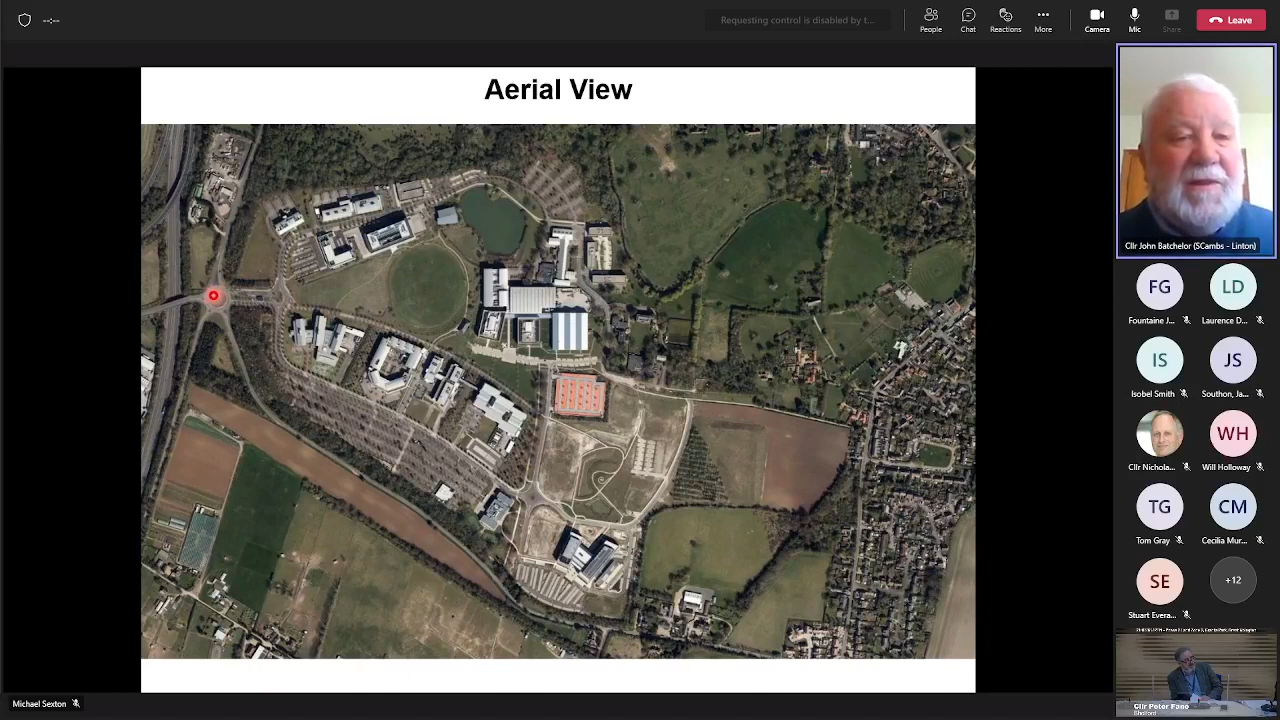 --:--
Requesting control is disabled by t...
People
Chat
Reactions
More
Camera
Mic
Share
Leave
Aerial View
Cllr John Batchelor (SCambs - Linton)
FG
LD
Fountaine J...
Laurence D...
IS
JS
Isobel Smith
Southon, Ja...
WH
Cllr Nichola...
Will Holloway
TG
CM
Tom Gray
Cecilia Mur...
SE
+12
Stuart Evera...
Cllr Peter Fane
Shelford
Michael Sexton